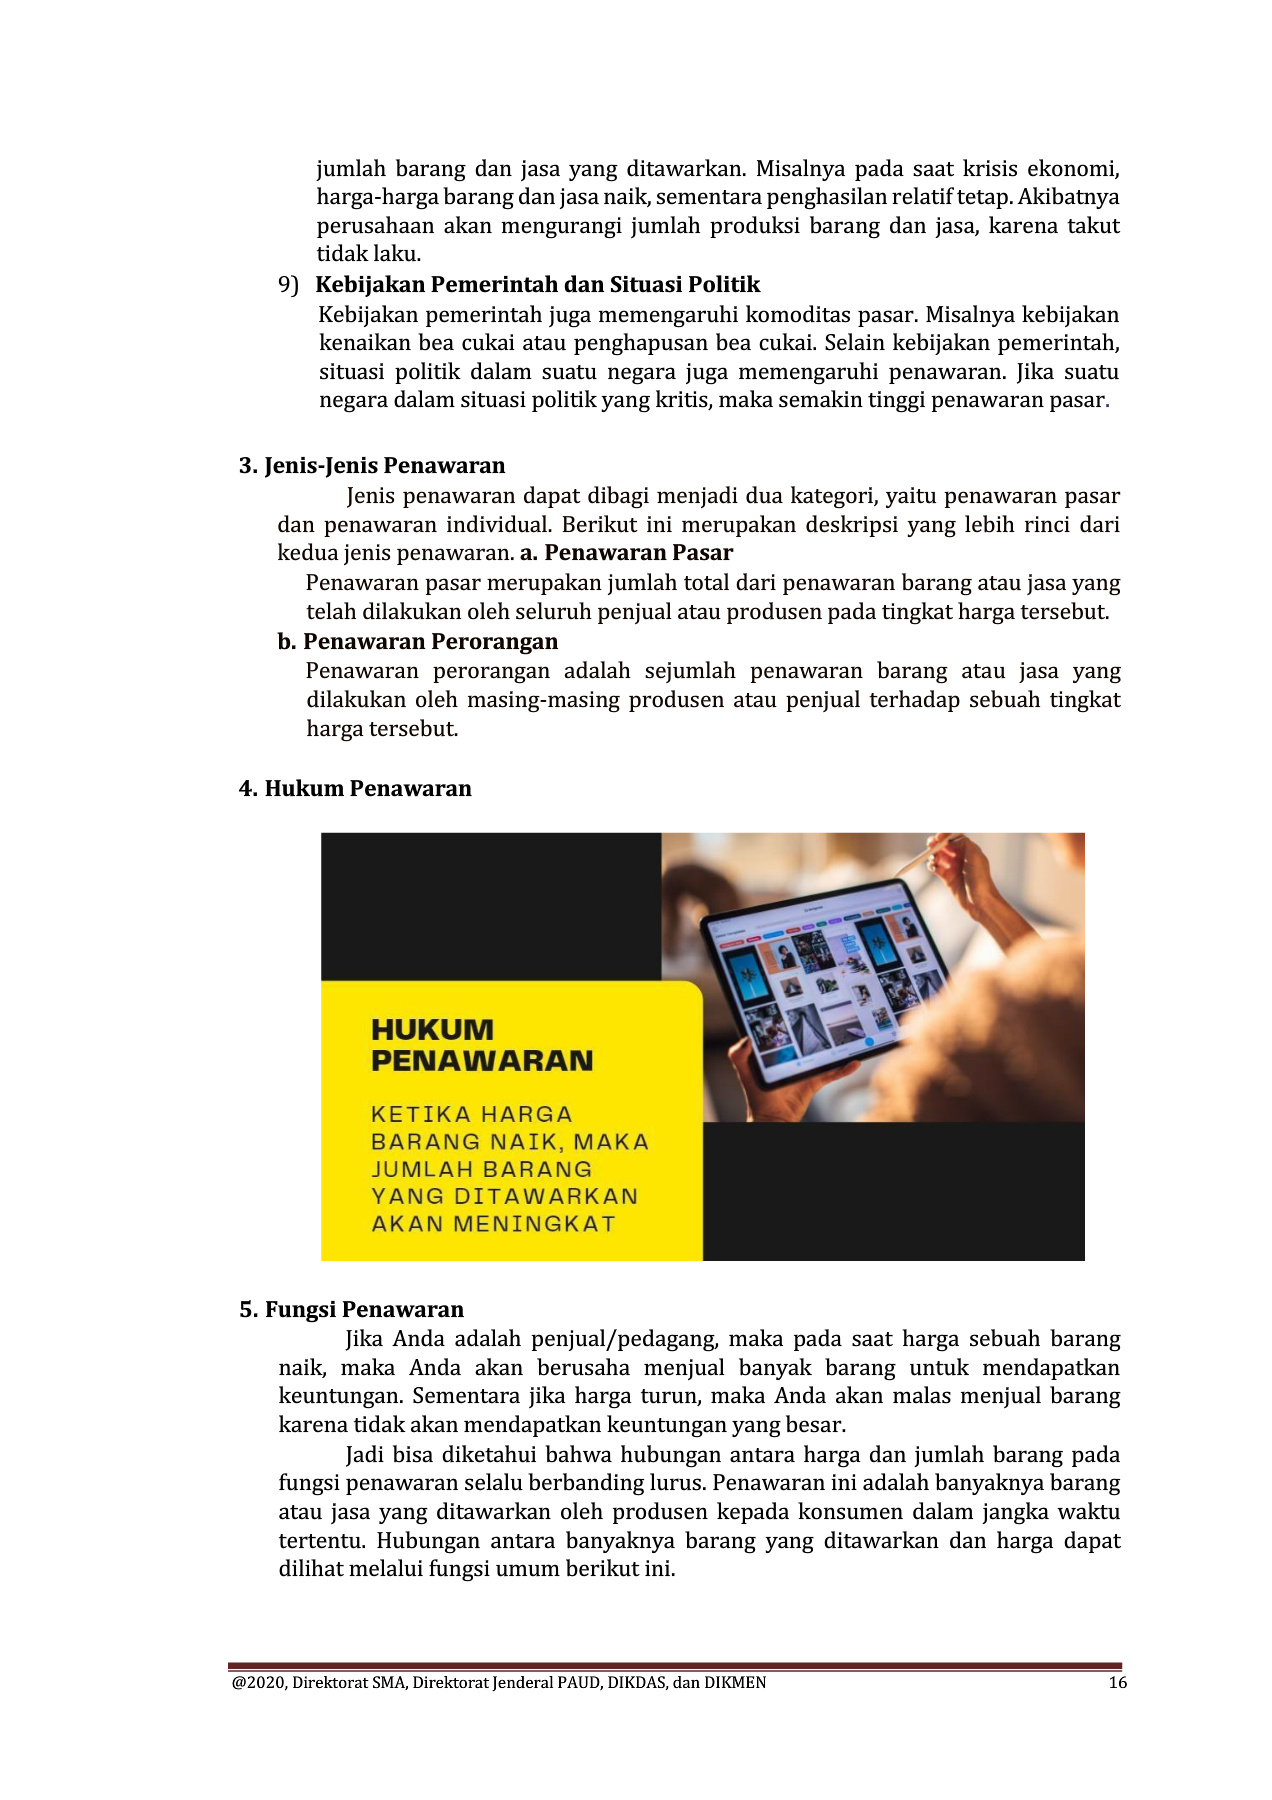 jumlah barang dan jasa yang ditawarkan. Misalnya pada saat krisis ekonomi,
harga-harga barang dan jasa naik, sementara penghasilan relatif tetap. Akibatnya
perusahaan akan mengurangi jumlah produksi barang dan jasa, karena takut
tidak laku.
9) Kebijakan Pemerintah dan Situasi Politik
Kebijakan pemerintah juga memengaruhi komoditas pasar. Misalnya kebijakan
kenaikan bea cukai atau penghapusan bea cukai. Selain kebijakan pemerintah,
situasi politik dalam suatu negara juga memengaruhi penawaran. Jika suatu
negara dalam situasi politik yang kritis, maka semakin tinggi penawaran pasar.
3. Jenis-Jenis Penawaran
Jenis penawaran dapat dibagi menjadi dua kategori, yaitu penawaran pasar
dan penawaran individual. Berikut ini merupakan deskripsi yang lebih rinci dari
kedua jenis penawaran. a. Penawaran Pasar
Penawaran pasar merupakan jumlah total dari penawaran barang atau jasa yang
telah dilakukan oleh seluruh penjual atau produsen pada tingkat harga tersebut.
b. Penawaran Perorangan
Penawaran perorangan adalah sejumlah penawaran barang atau jasa yang
dilakukan oleh masing-masing produsen atau penjual terhadap sebuah tingkat
harga tersebut.
4. Hukum Penawaran
HUKUM
PENAWARAN
KETIKA HARGA
BARANG NAIK, MAKA
JUMLAH BARANG
YANG DITAWARKAN
AKAN MENINGKAT
5. Fungsi Penawaran
Jika Anda adalah penjual/pedagang, maka pada saat harga sebuah barang
naik, maka Anda akan berusaha menjual banyak barang untuk mendapatkan
keuntungan. Sementara jika harga turun, maka Anda akan malas menjual barang
karena tidak akan mendapatkan keuntungan yang besar.
Jadi bisa diketahui bahwa hubungan antara harga dan jumlah barang pada
fungsi penawaran selalu berbanding lurus. Penawaran ini adalah banyaknya barang
atau jasa yang ditawarkan oleh produsen kepada konsumen dalam jangka waktu
tertentu. Hubungan antara banyaknya barang yang ditawarkan dan harga dapat
dilihat melalui fungsi umum berikut ini.
@2020, Direktorat SMA, Direktorat Jenderal PAUD, DIKDAS, dan DIKMEN 16